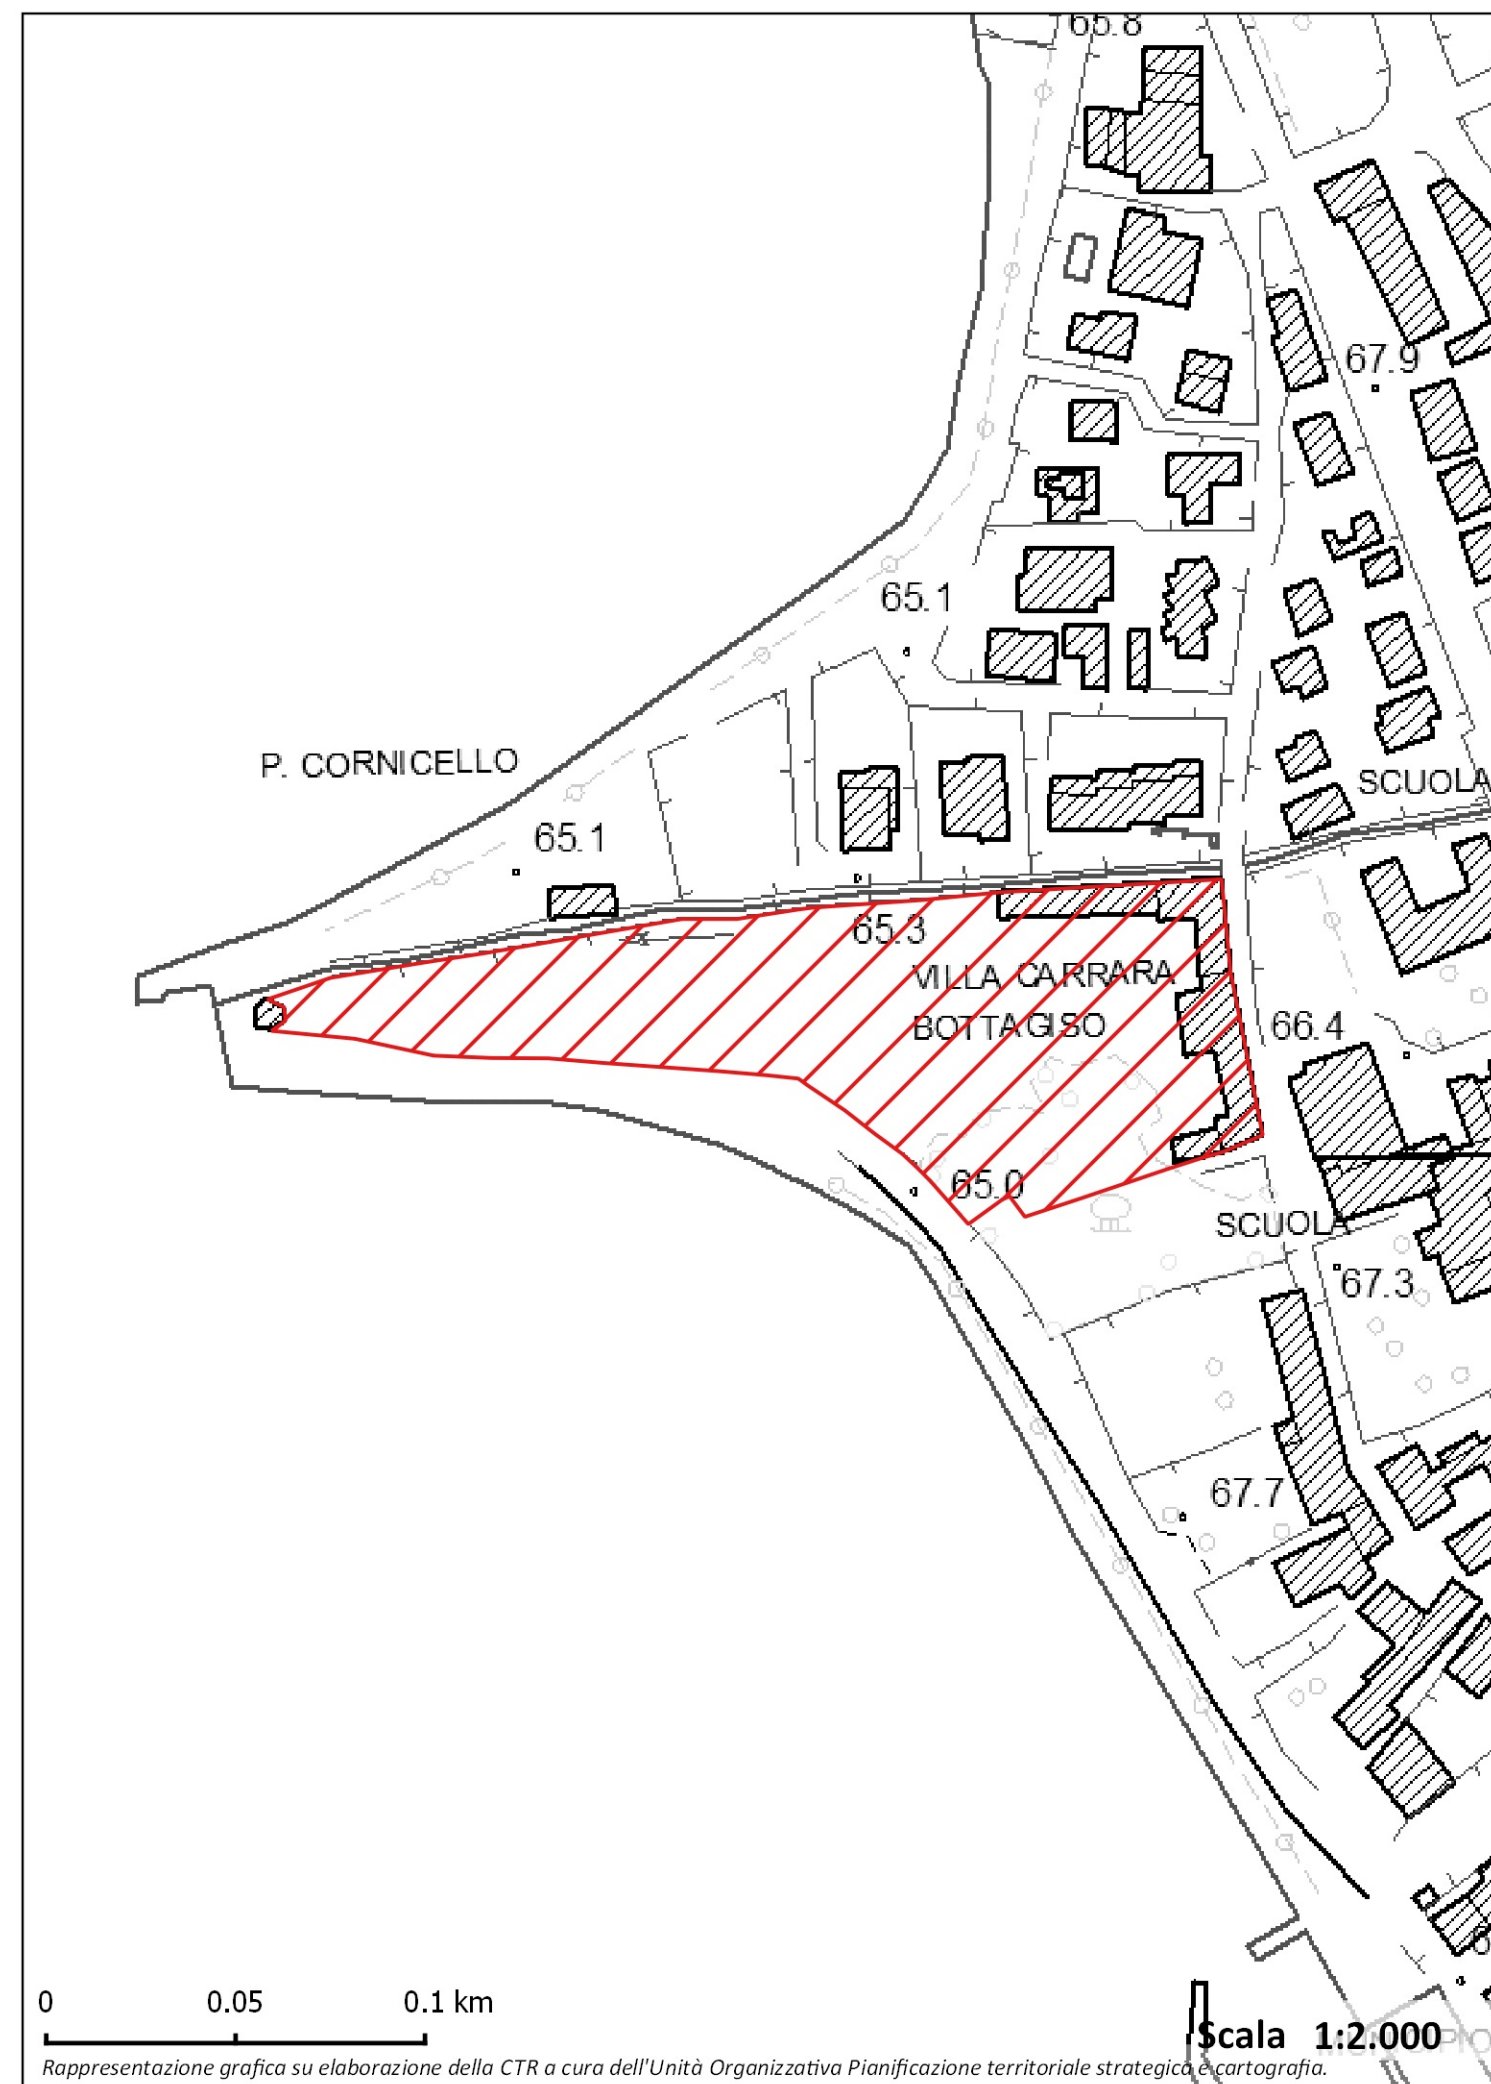 65.8
67.9
65.1
P. CORNICELLO
SCUOLA
65.1
65.3
VILLA CARRARA
BOTTAGISO
66.4
65.0
SCUOLA
67.3
67.7
0 0.05 0.1 km
Scala 1:2.000
Rappresentazione grafica su elaborazione della CTR a cura dell'Unità Organizzativa Pianificazione territoriale strategica e cartografia.